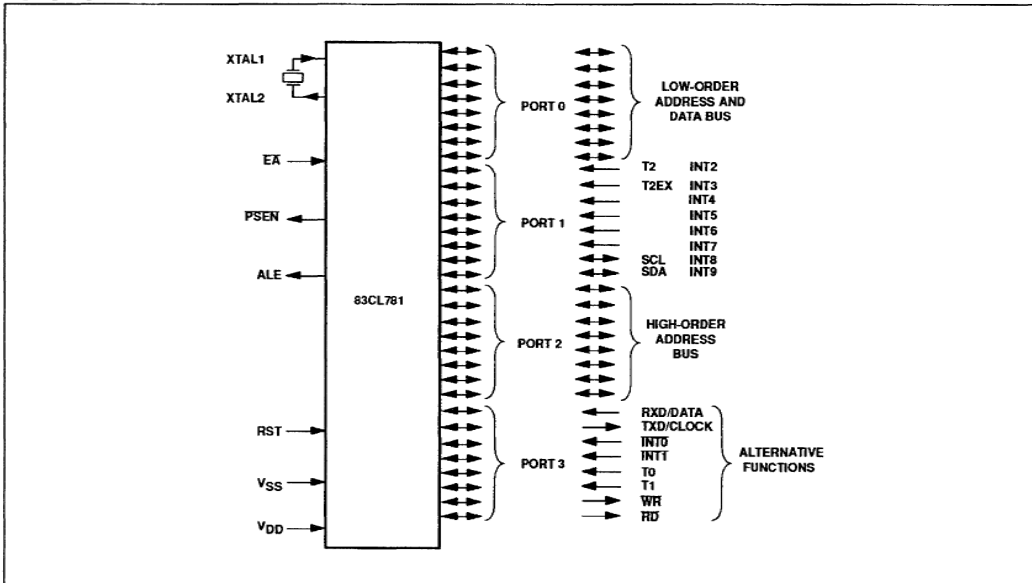 XTAL1
XTAL2
EA
PSEN
ALE
RST
VSS
VDD
83CL781
PORT 0
PORT 1
PORT 2
PORT 3
LOW-ORDER
ADDRESS AND
DATA BUS
T2 INT2
T2EX INT3
INT4
INT5
INT6
INT7
SCL INT8
SDA INT9
HIGH-ORDER
ADDRESS
BUS
RXD/DATA
TXD/CLOCK
INT0
INT1
T0
T1
WR
RD
ALTERNATIVE
FUNCTIONS